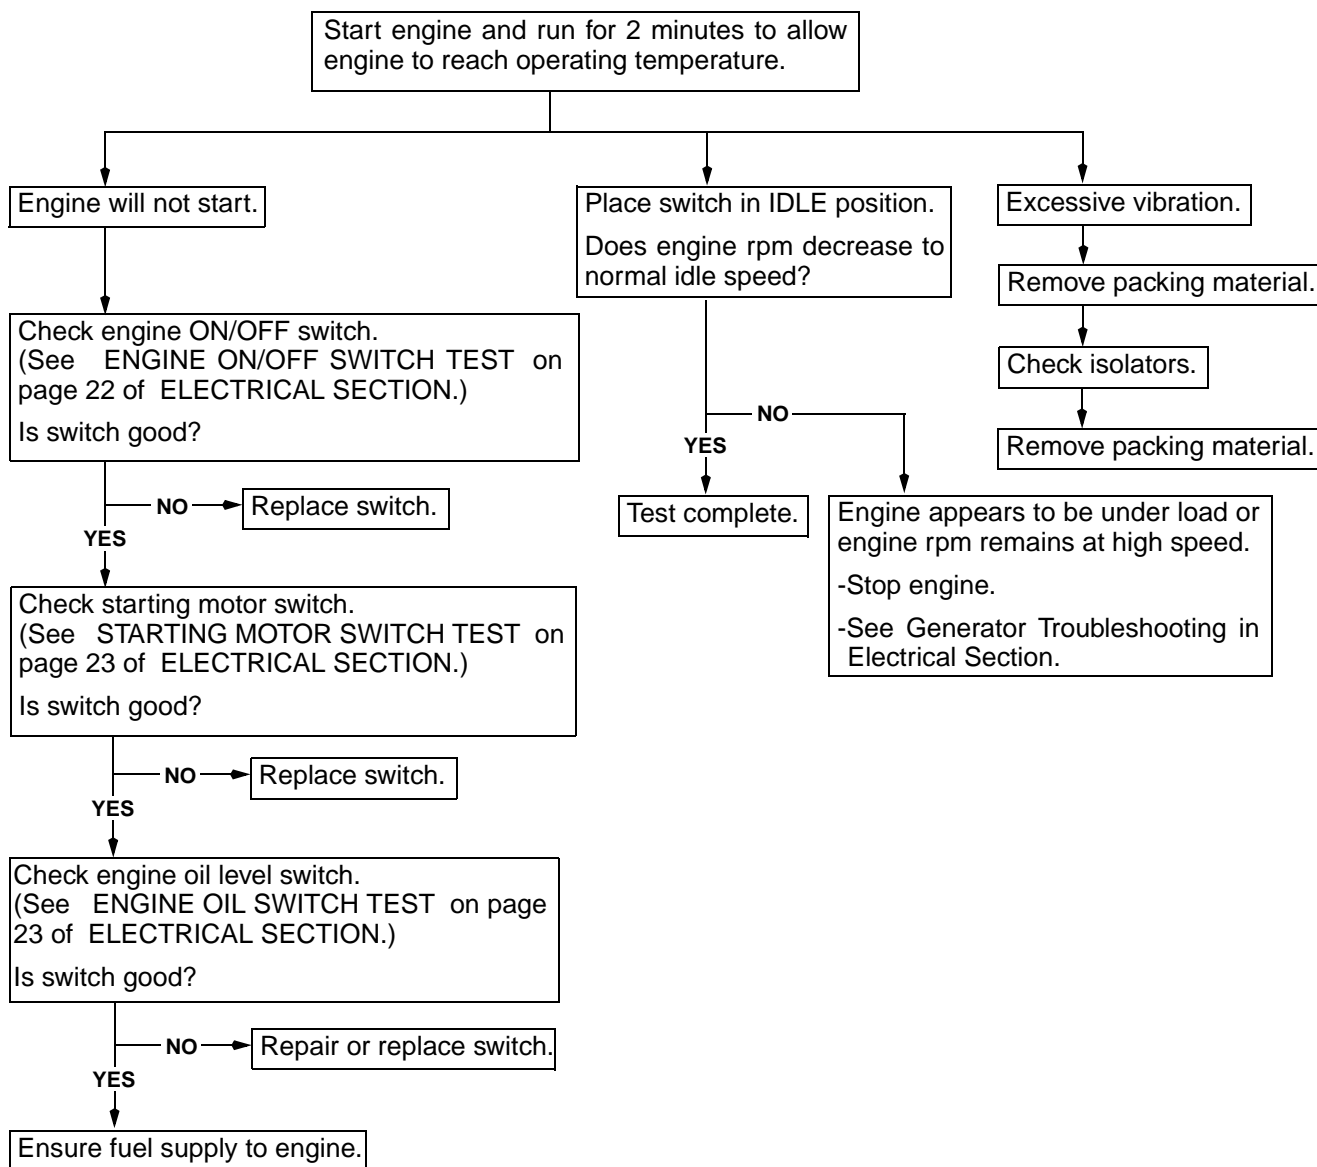 Start engine and run for 2 minutes to allow
engine to reach operating temperature.
Engine will not start.
Check engine ON/OFF switch.
(See ENGINE ON/OFF SWITCH TEST on
page 22 of ELECTRICAL SECTION.)
Is switch good?
NO
Replace switch.
YES
Check starting motor switch.
(See STARTING MOTOR SWITCH TEST on
page 23 of ELECTRICAL SECTION.)
Is switch good?
NO
Replace switch.
YES
Check engine oil level switch.
(See ENGINE OIL SWITCH TEST on page
23 of ELECTRICAL SECTION.)
Is switch good?
NO
Repair or replace switch.
YES
Ensure fuel supply to engine.
Place switch in IDLE position.
Does engine rpm decrease to
normal idle speed?
NO
YES
Test complete.
Engine appears to be under load or
engine rpm remains at high speed.
-Stop engine.
-See Generator Troubleshooting in
Electrical Section.
Excessive vibration.
Remove packing material.
Check isolators.
Remove packing material.